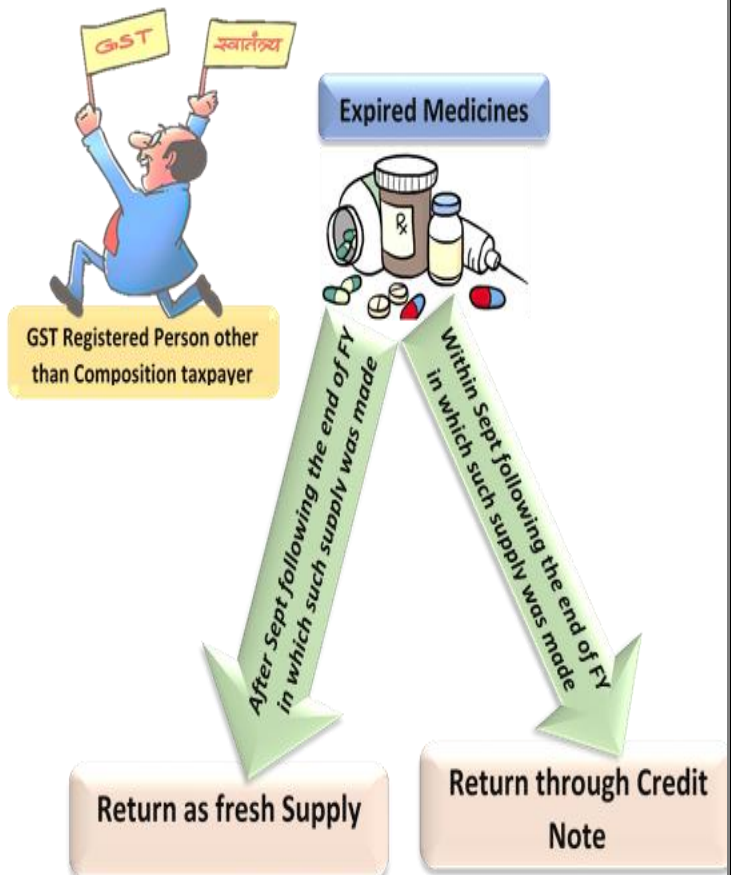 GST
स्वातंत्र्य
Expired Medicines
Rx
GST Registered Person other
than Composition taxpayer
After Sept following the end of FY
in which such supply was made
Within Sept following the end of FY
in which such supply was made
Return as fresh Supply
Return through Credit
Note